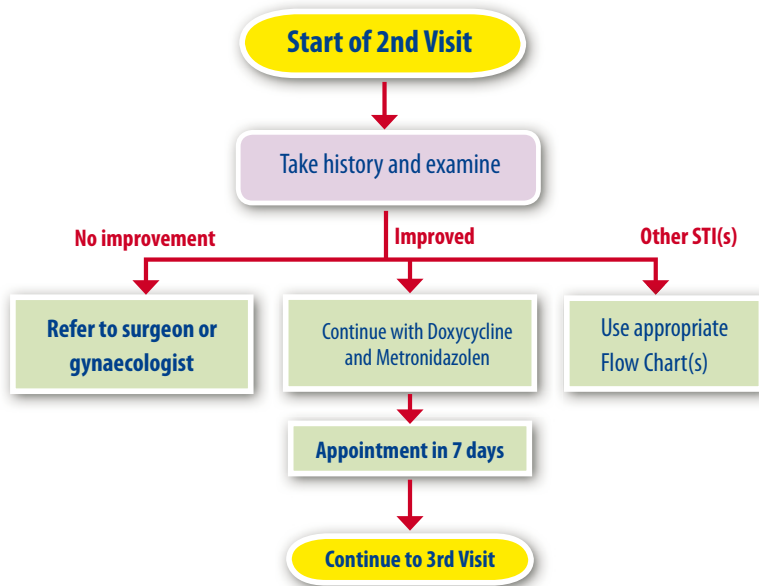 Start of 2nd Visit
Take history and examine
No improvement
Improved
Other STI(s)
Refer to surgeon or
gynaecologist
Continue with Doxycycline
and Metronidazolen
Use appropriate
Flow Chart(s)
Appointment in 7 days
Continue to 3rd Visit